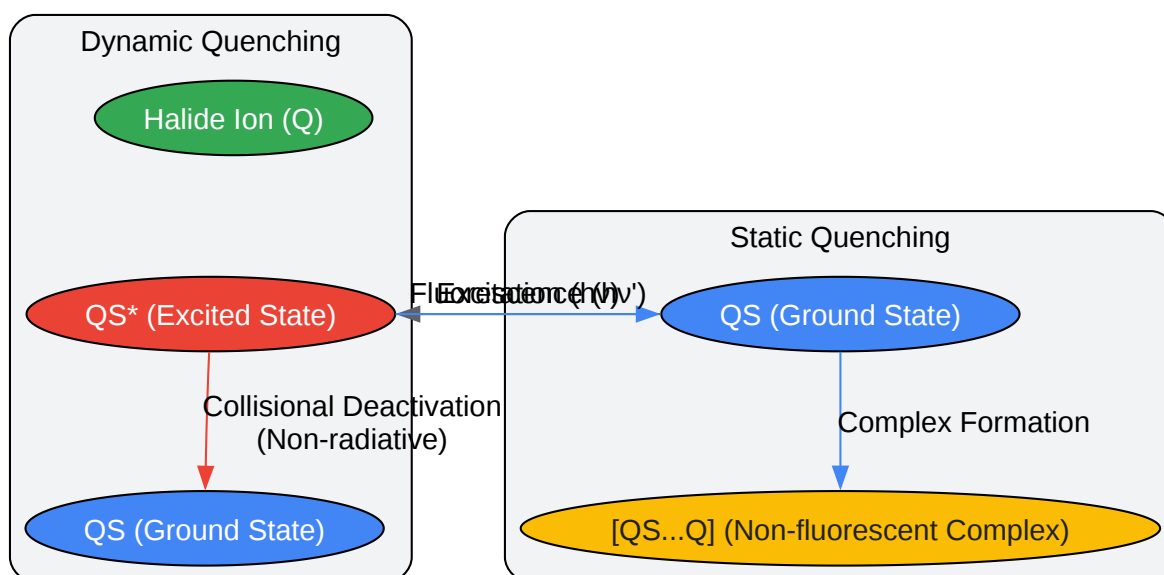 Dynamic Quenching
Halide Ion (Q)
Static Quenching
QS* (Excited State)
QS (Ground State)
Collisional Deactivation
(Non-radiative)
Complex Formation
QS (Ground State)
[QS...Q] (Non-fluorescent Complex)